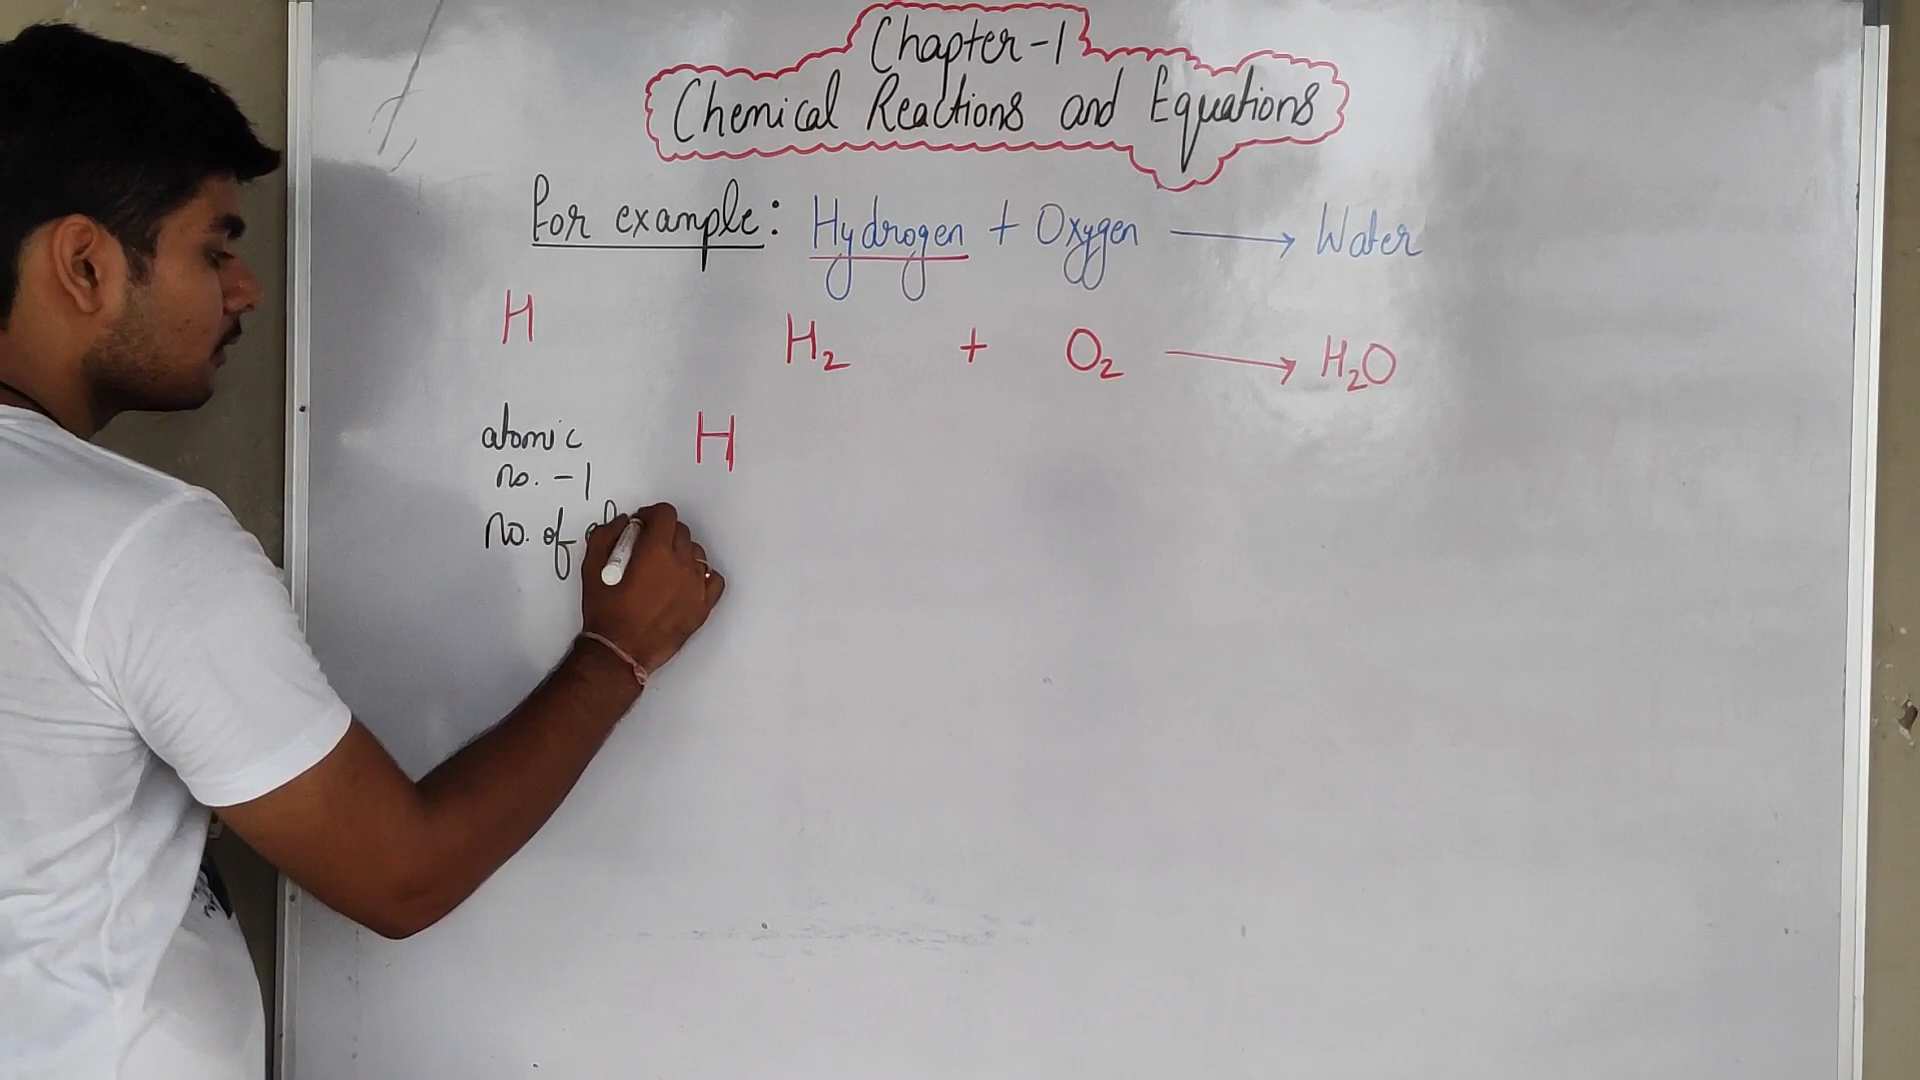 Chapter-1
Chemical Reactions and Equations
For example: Hydrogen + Oxygen ⟶ Water
H
H₂ + O₂ ⟶ H₂O
atomic
no. -1
H
no. of